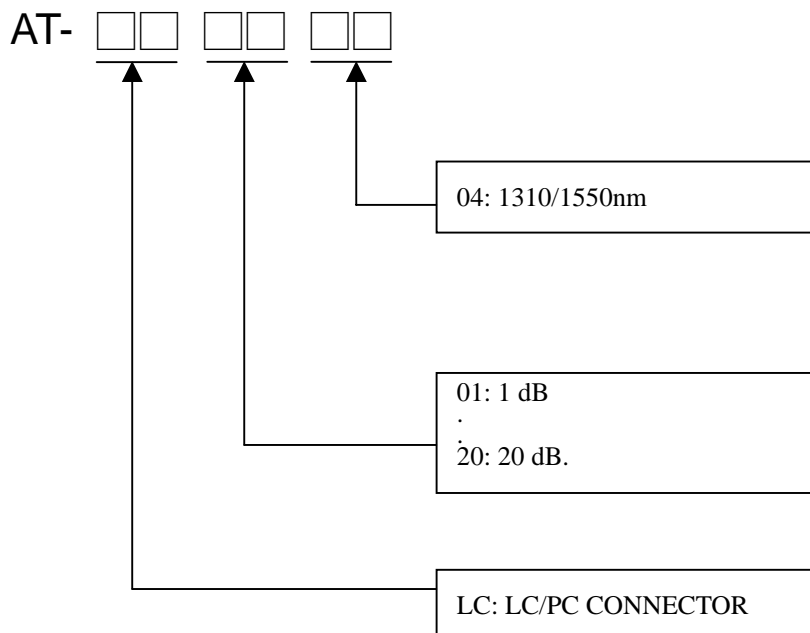 AT- □□ □□ □□
04: 1310/1550nm
01: 1 dB
.
.
20: 20 dB.
LC: LC/PC CONNECTOR